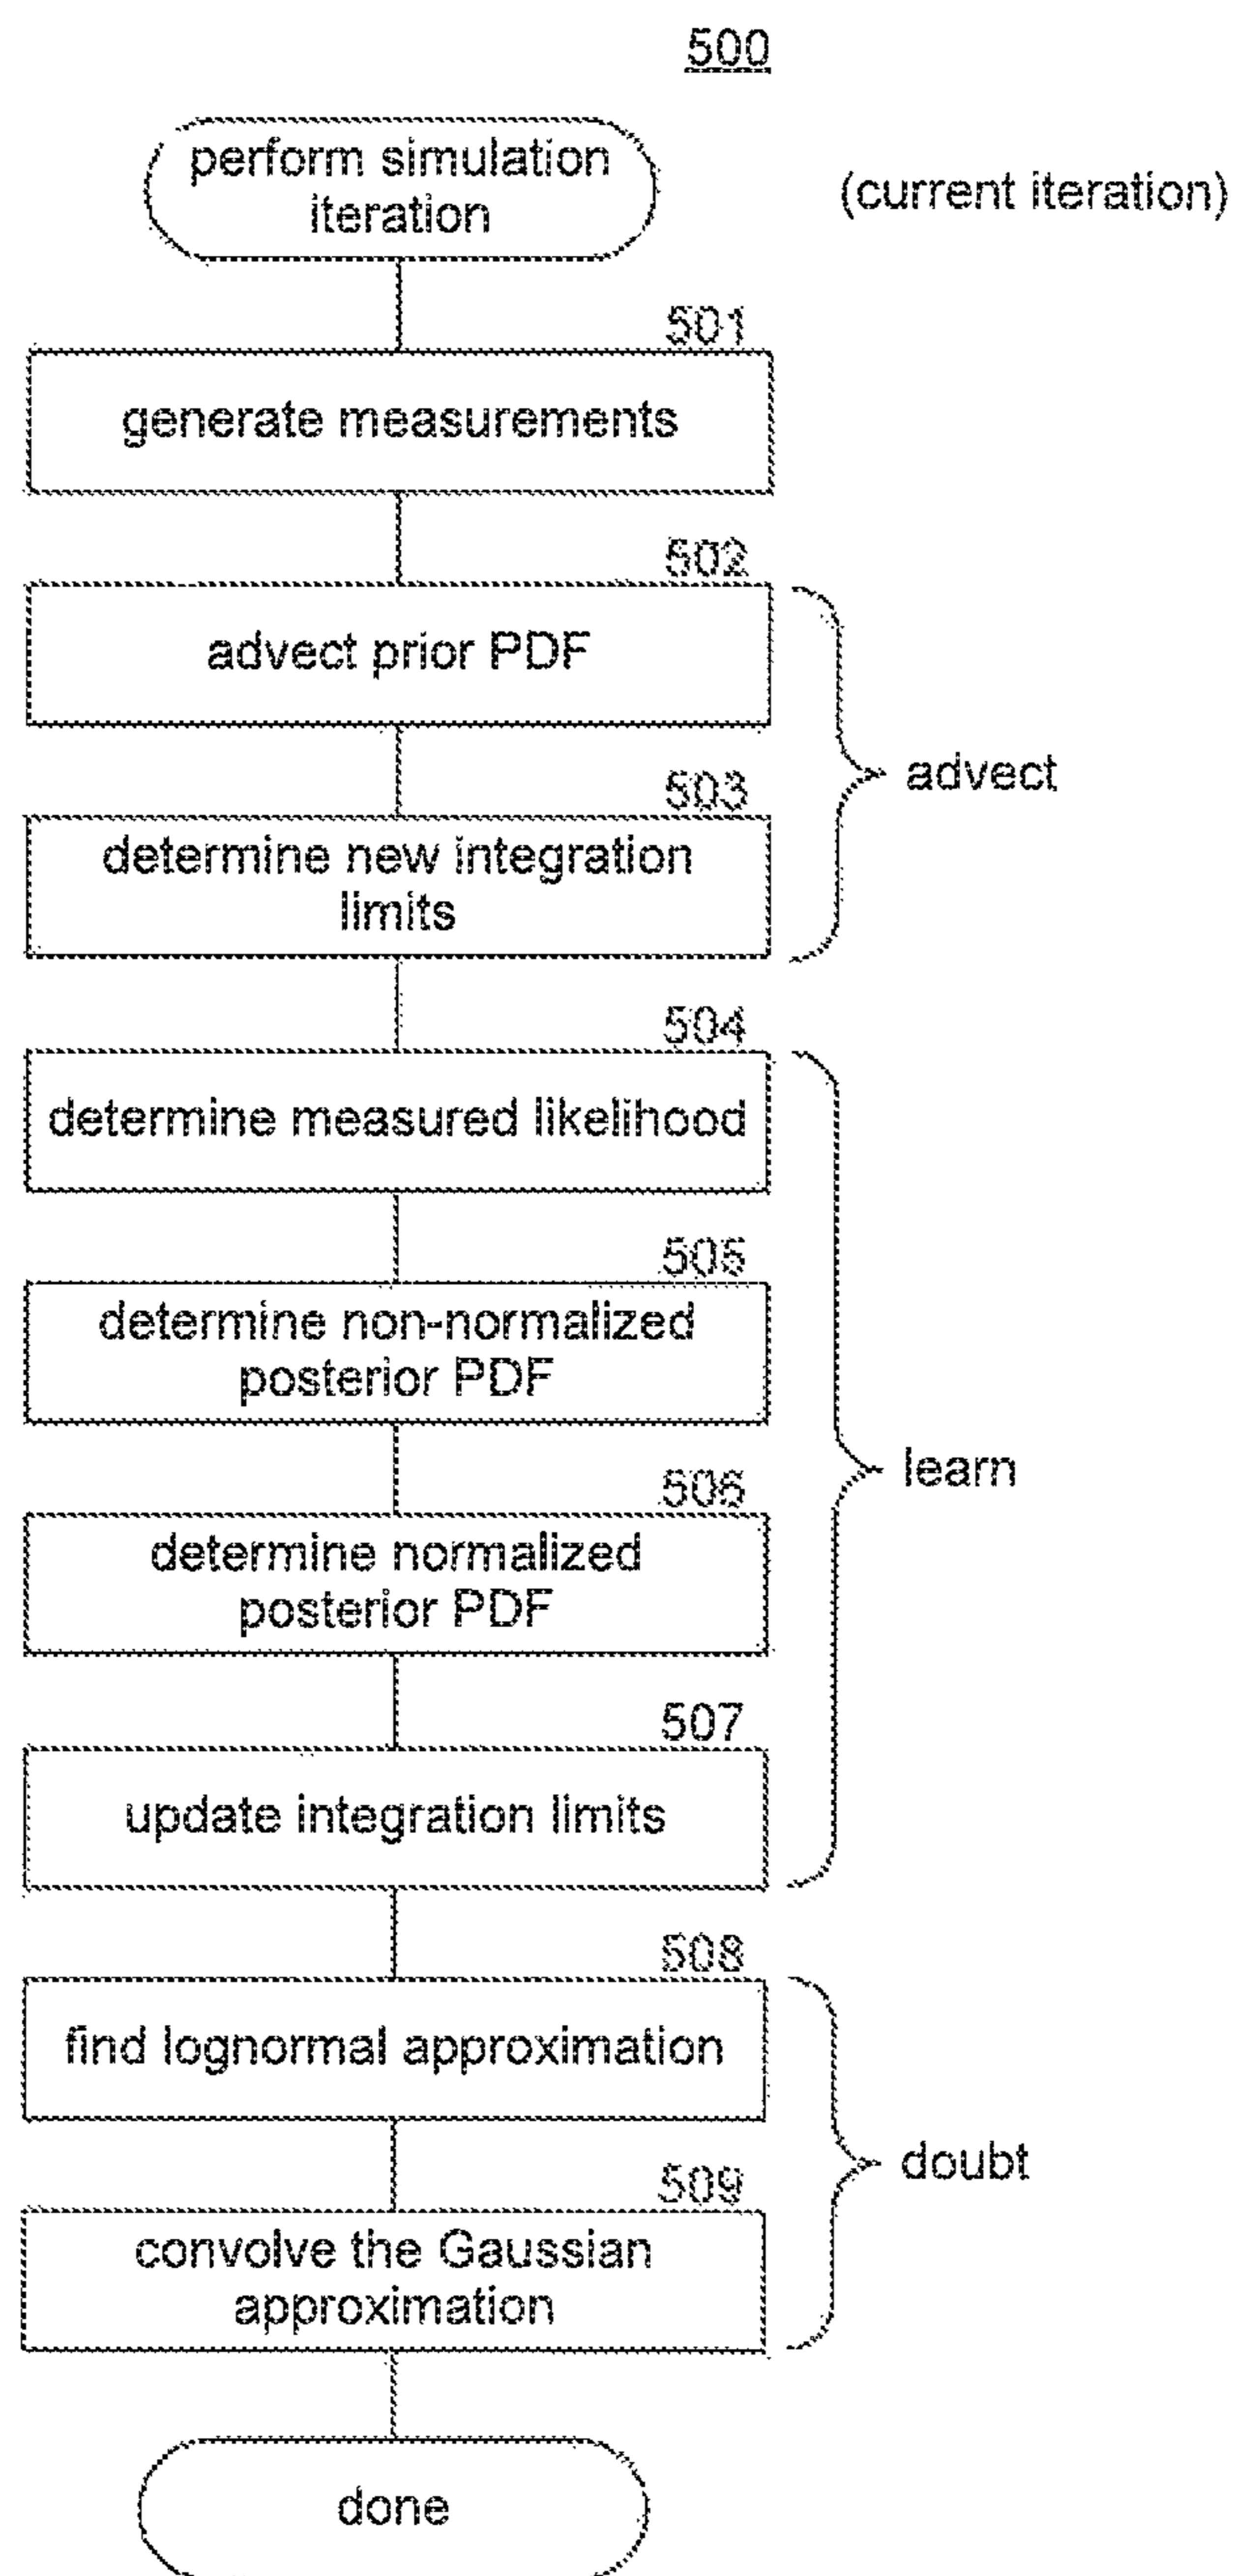 500
perform simulation
iteration
(current iteration)
501
generate measurements
502
advect prior PDF
503
determine new integration
limits
advect
504
determine measured likelihood
505
determine non-normalized
posterior PDF
506
determine normalized
posterior PDF
learn
507
update integration limits
508
find lognormal approximation
doubt
509
convolve the Gaussian
approximation
done